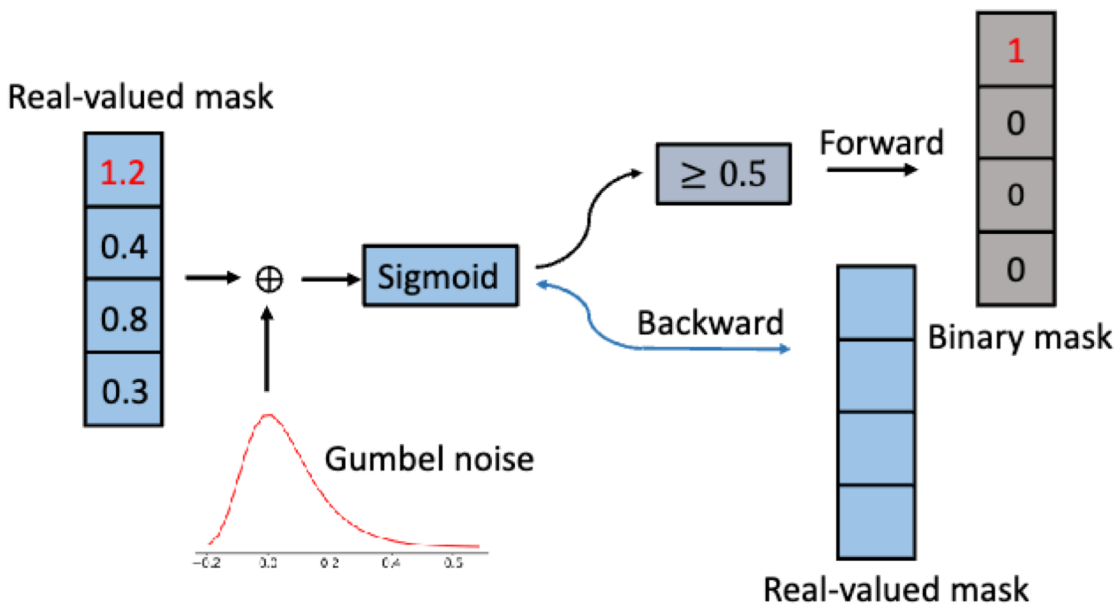 Real-valued mask
1.2
0.4
0.8
0.3
⊕
Sigmoid
Gumbel noise
−0.2 0.0 0.2 0.4 0.5
≥ 0.5
Forward
Backward
1
0
0
0
Binary mask
Real-valued mask